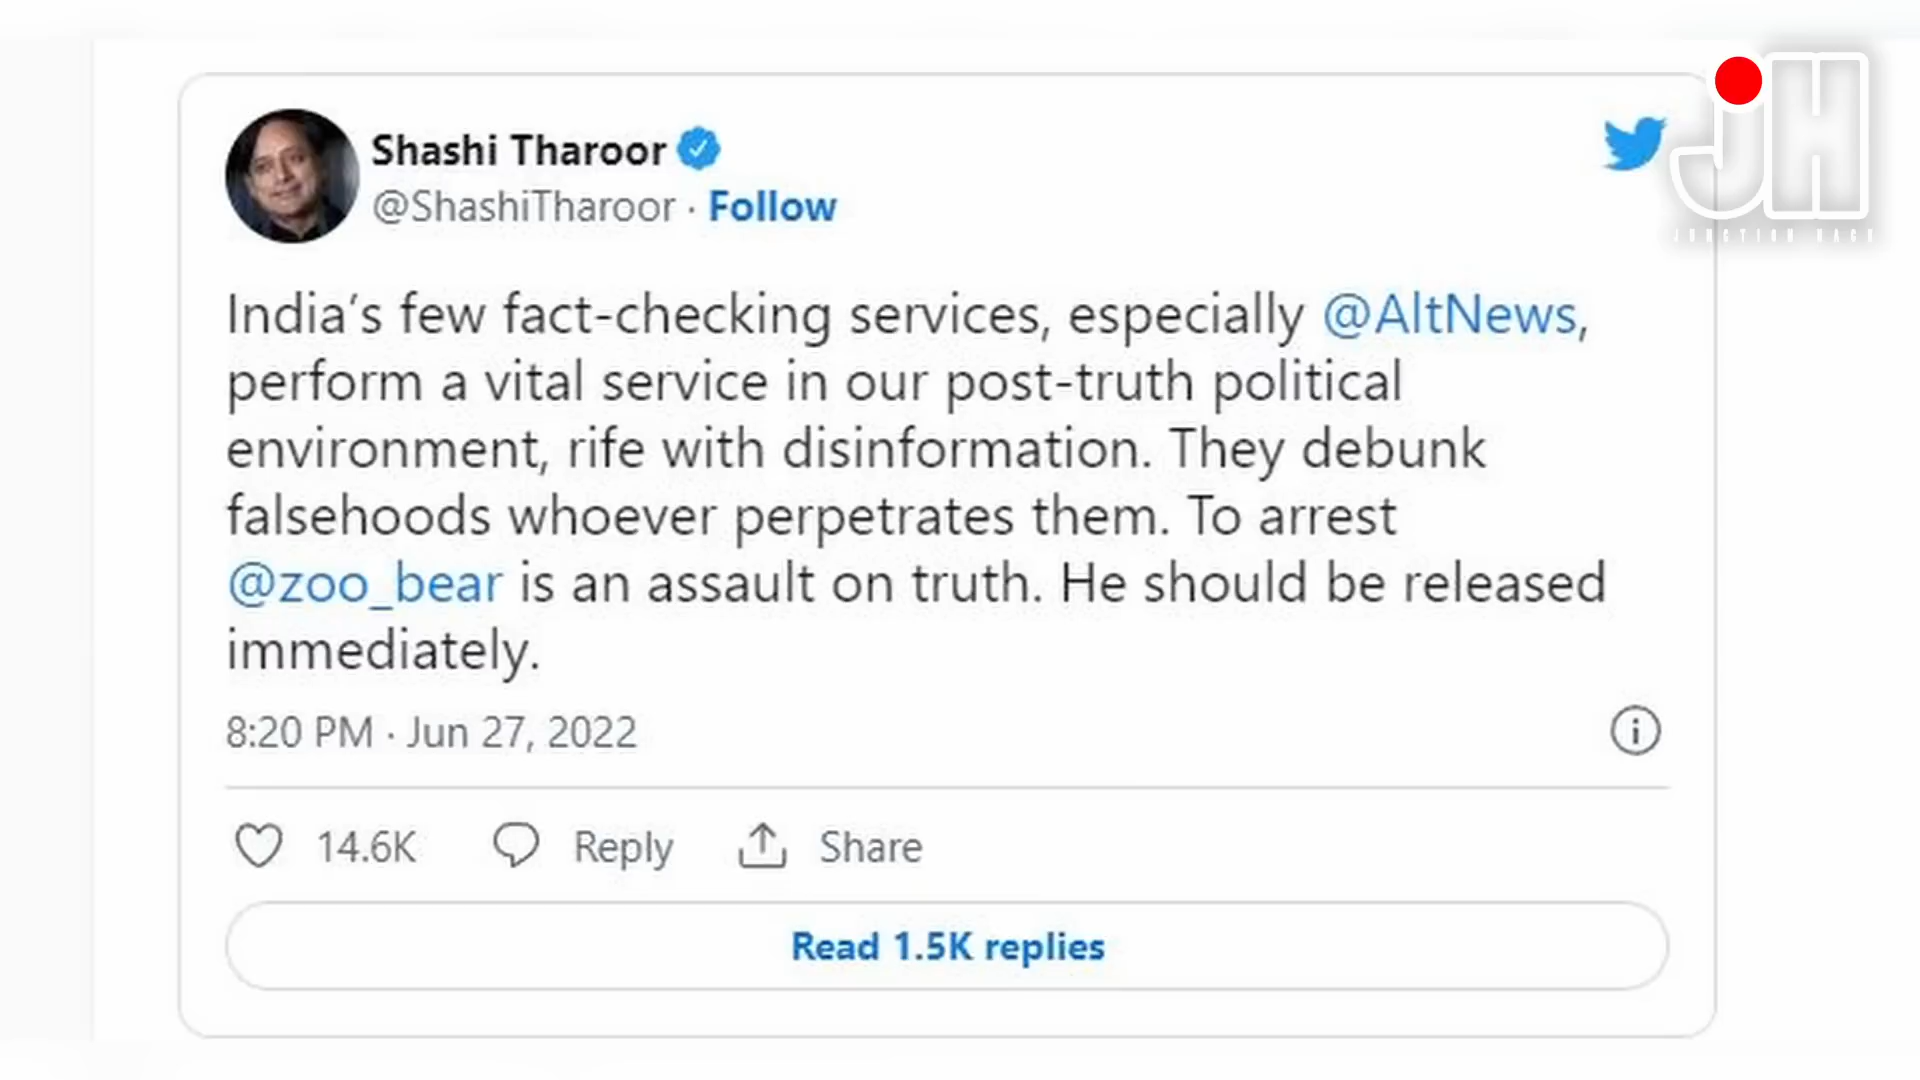 Shashi Tharoor
@ShashiTharoor · Follow
India’s few fact-checking services, especially @AltNews,
perform a vital service in our post-truth political
environment, rife with disinformation. They debunk
falsehoods whoever perpetrates them. To arrest
@zoo_bear is an assault on truth. He should be released
immediately.
8:20 PM · Jun 27, 2022
14.6K Reply Share
Read 1.5K replies
JH